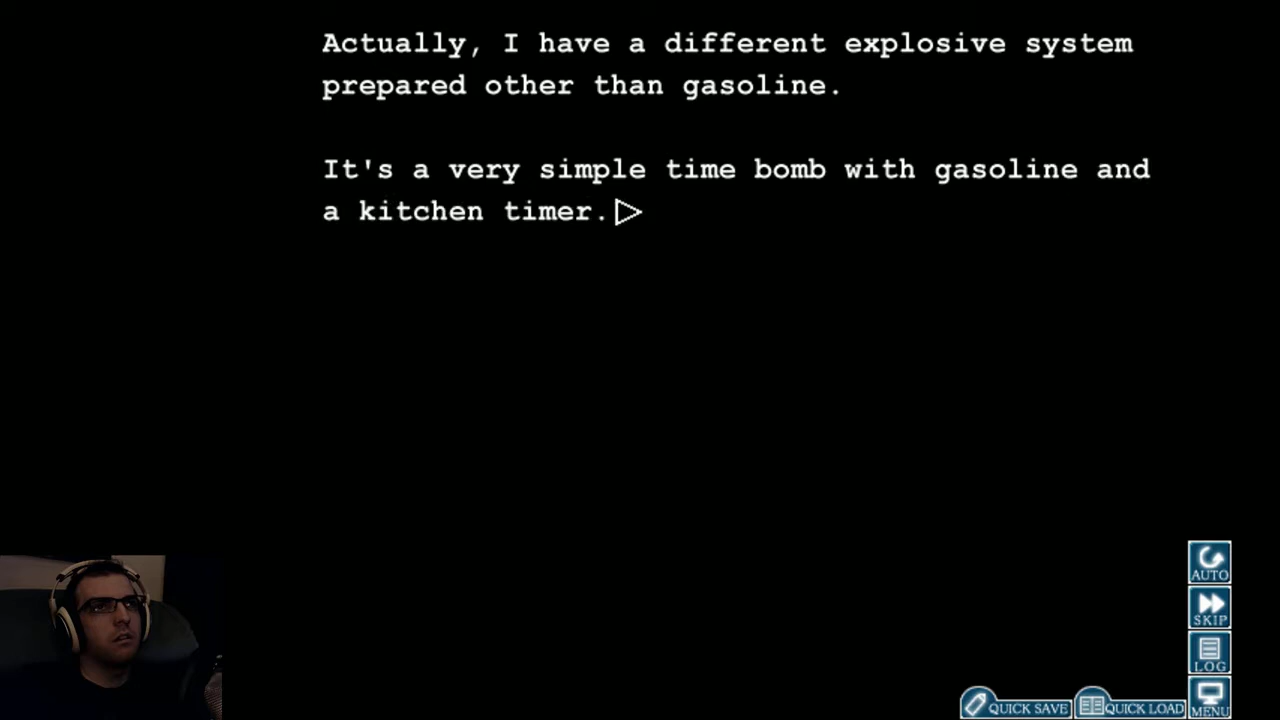 Actually, I have a different explosive system
prepared other than gasoline.
It's a very simple time bomb with gasoline and
a kitchen timer.
AUTO
SKIP
LOG
QUICK SAVE
QUICK LOAD
MENU